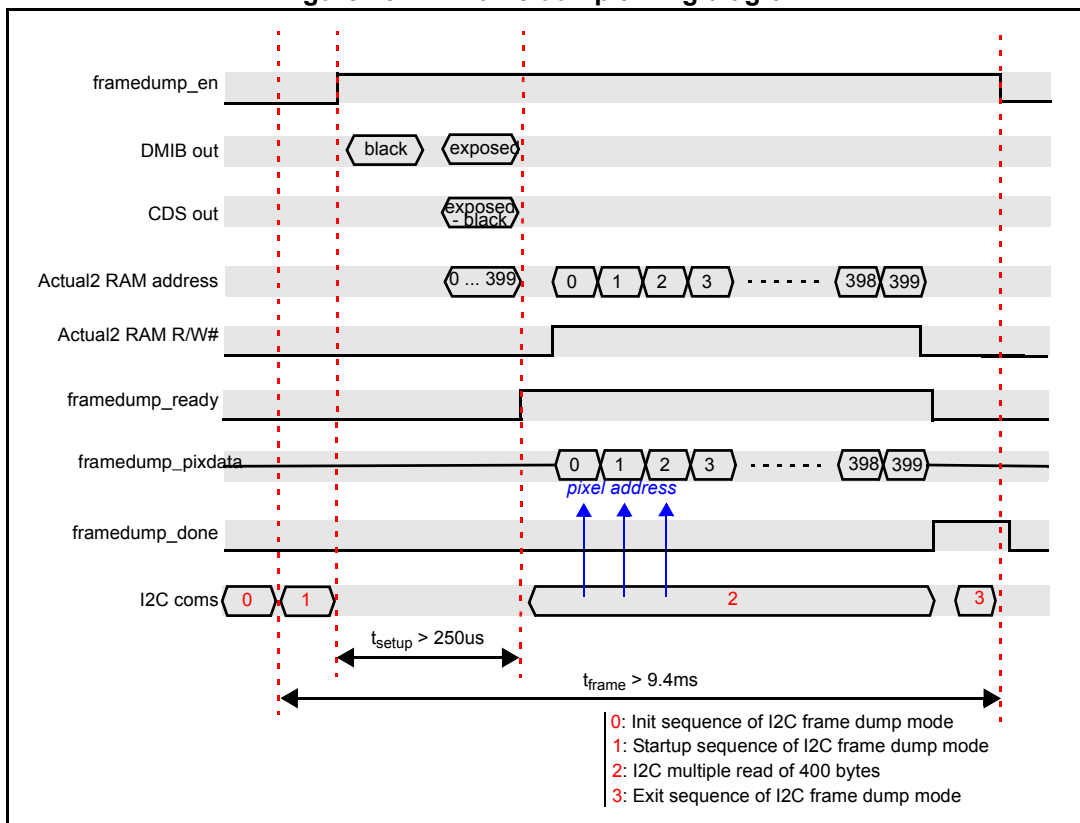 framedump_en
DMIB out
black
exposed
CDS out
exposed
- black
Actual2 RAM address
0 ... 399
0
1
2
3
398
399
Actual2 RAM R/W#
framedump_ready
framedump_pixdata
0
1
2
3
398
399
pixel address
framedump_done
I2C coms
0
1
2
3
tsetup > 250us
tframe > 9.4ms
0: Init sequence of I2C frame dump mode
1: Startup sequence of I2C frame dump mode
2: I2C multiple read of 400 bytes
3: Exit sequence of I2C frame dump mode